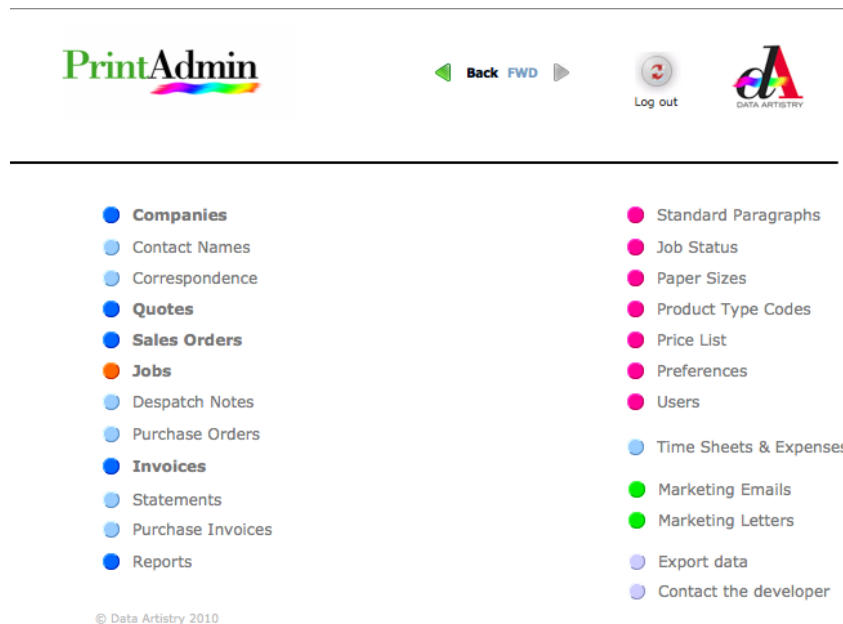 PrintAdmin
Back FWD
Log out
dA
DATA ARTISTRY
Companies
Contact Names
Correspondence
Quotes
Sales Orders
Jobs
Despatch Notes
Purchase Orders
Invoices
Statements
Purchase Invoices
Reports
Standard Paragraphs
Job Status
Paper Sizes
Product Type Codes
Price List
Preferences
Users
Time Sheets & Expenses
Marketing Emails
Marketing Letters
Export data
Contact the developer
© Data Artistry 2010